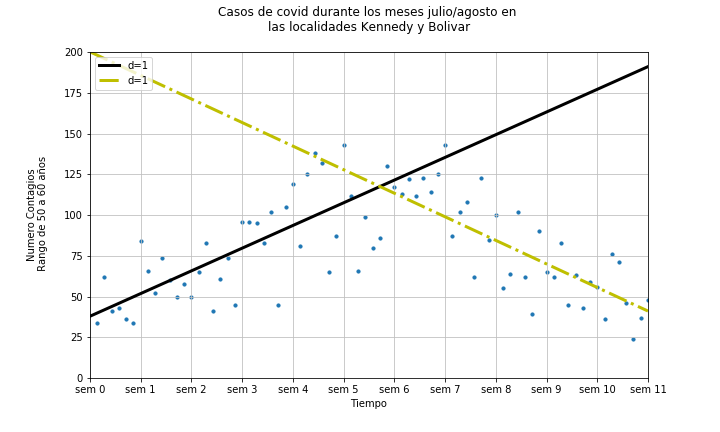 Casos de covid durante los meses julio/agosto en
las localidades Kennedy y Bolivar
200
175
150
125
100
75
50
25
0
Numero Contagios
Rango de 50 a 60 años
d=1
d=1
sem 0 sem 1 sem 2 sem 3 sem 4 sem 5 sem 6 sem 7 sem 8 sem 9 sem 10 sem 11
Tiempo